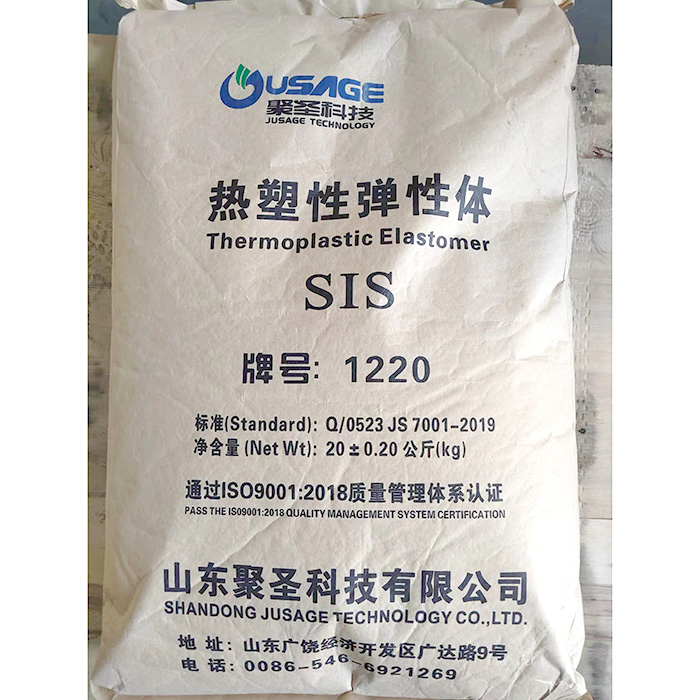 JUSAGE
聚圣科技
JUSAGE TECHNOLOGY
热塑性弹性体
Thermoplastic Elastomer
SIS
牌号: 1220
标准(Standard): Q/0523 JS 7001-2019
净含量(Net Wt): 20±0.20 公斤(kg)
通过ISO9001:2018质量管理体系认证
PASS THE IS09001:2018 QUALITY MANAGEMENT SYSTEM CERTIFICATION
山东聚圣科技有限公司
SHANDONG JUSAGE TECHNOLOGY CO.,LTD.
地 址: 山东广饶经济开发区广达路9号
电 话: 0086-546-6921269